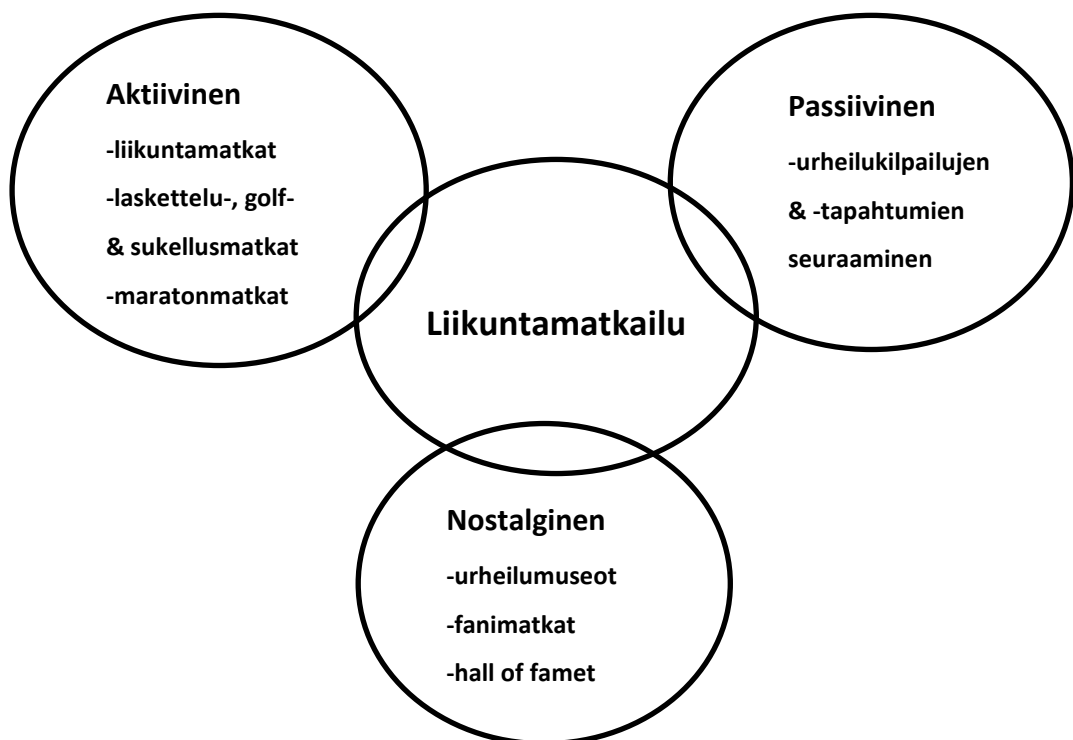 Aktiivinen
-liikuntamatkat
-laskettelu-, golf-
& sukellusmatkat
-maratonmatkat
Passiivinen
-urheilukilpailujen
& -tapahtumien
seuraaminen
Liikuntamatkailu
Nostalginen
-urheilumuseot
-fanimatkat
-hall of famet